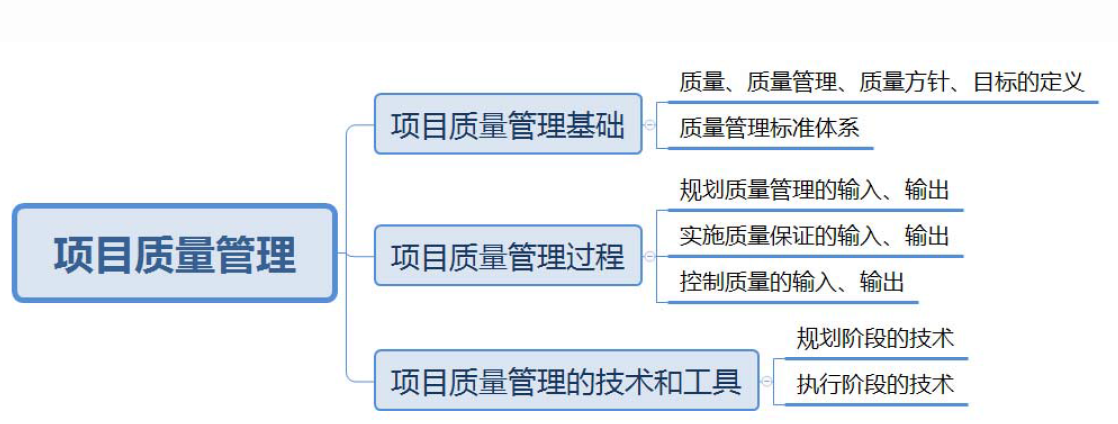 项目质量管理
项目质量管理基础
质量、质量管理、质量方针、目标的定义
质量管理标准体系
项目质量管理过程
规划质量管理的输入、输出
实施质量保证的输入、输出
控制质量的输入、输出
项目质量管理的技术和工具
规划阶段的技术
执行阶段的技术